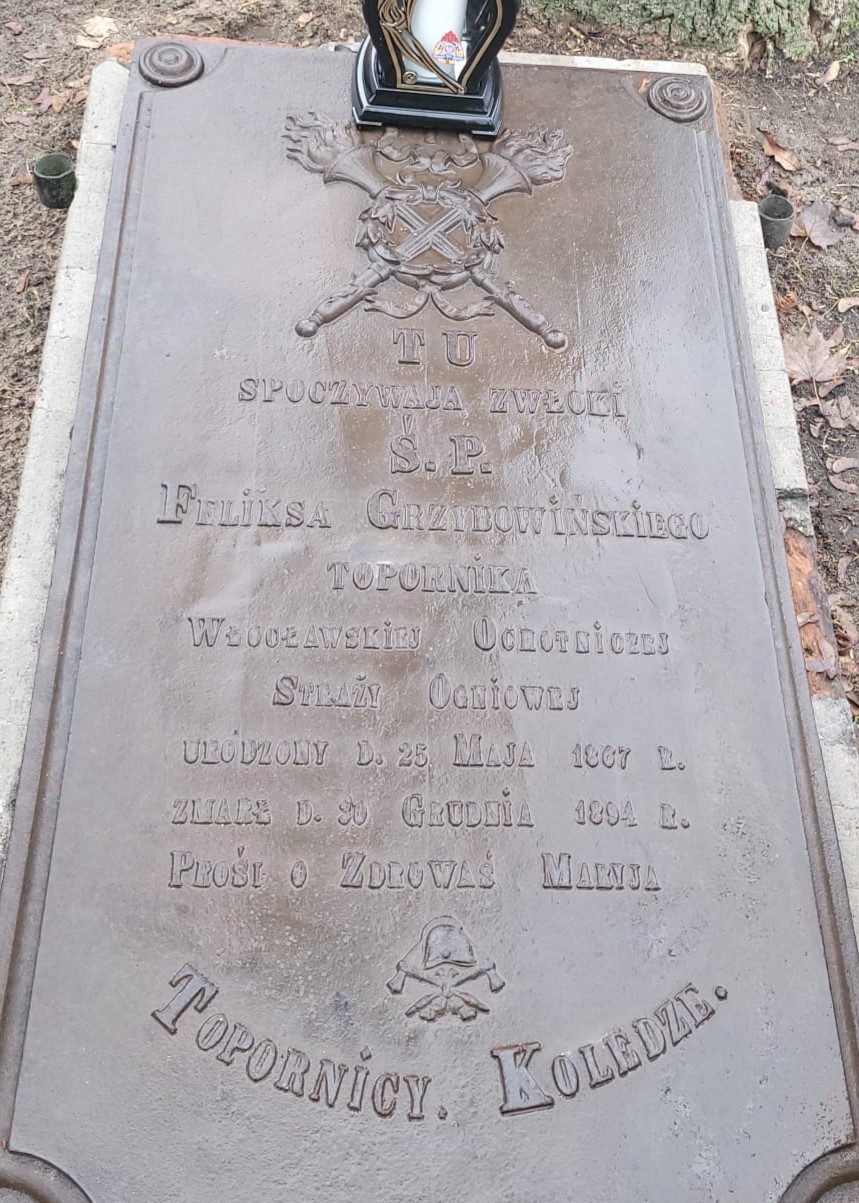 TU
SPOCZYWAJA ZWŁOKI
Ś. P.
FELIKSA GRZYBOWIŃSKIEGO
TOPORNIKA
WŁOCŁAWSKIEJ OCHOTNICZEJ
STRAŻY OGNIOWEJ
URODZONY D. 25 MAJA 1867 R.
ZMARŁ D. 30 GRUDNIA 1894 R.
PROŚI O ZDROWAŚ MARYJA
TOPORNICY. KOLEDZE.